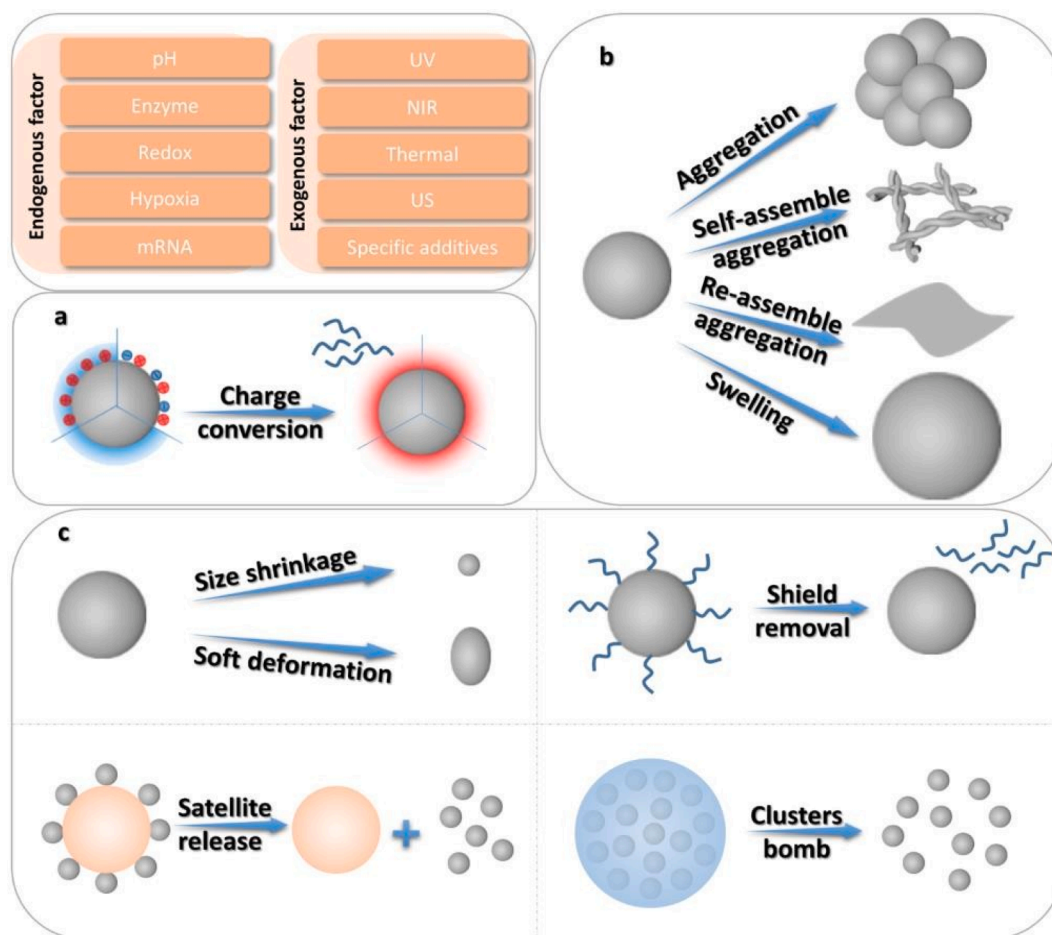 Endogenous factor
pH
Enzyme
Redox
Hypoxia
mRNA
Exogenous factor
UV
NIR
Thermal
US
Specific additives
a
Charge
conversion
b
Aggregation
Self-assemble
aggregation
Re-assemble
aggregation
Swelling
c
Size shrinkage
Soft deformation
Shield
removal
Satellite
release
+
Clusters
bomb